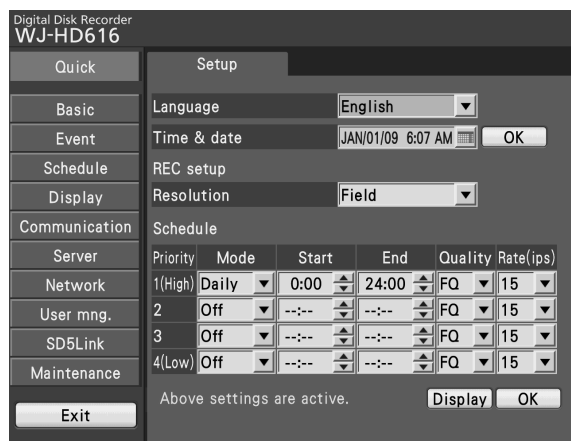 Digital Disk Recorder
WJ-HD616
Quick
Setup
Basic
Event
Schedule
Display
Communication
Server
Network
User mng.
SD5Link
Maintenance
Exit
Language English
Time & date JAN/01/09 6:07 AM OK
REC setup
Resolution Field
Schedule
Priority Mode Start End Quality Rate(ips)
1(High) Daily 0:00 24:00 FQ 15
2 Off --:-- --:-- FQ 15
3 Off --:-- --:-- FQ 15
4(Low) Off --:-- --:-- FQ 15
Above settings are active. Display OK